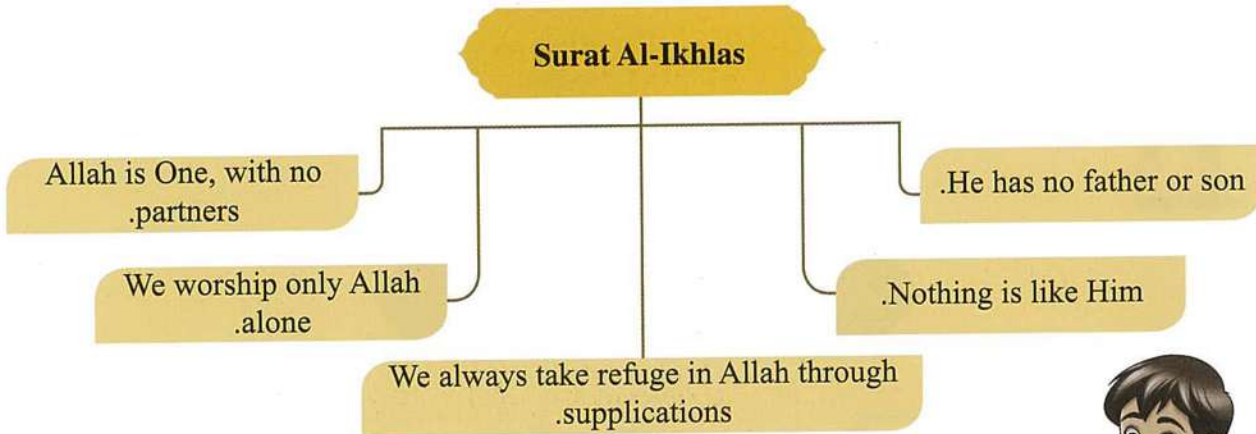 Surat Al-Ikhlas
Allah is One, with no
.partners
.He has no father or son
We worship only Allah
.alone
.Nothing is like Him
We always take refuge in Allah through
.supplications